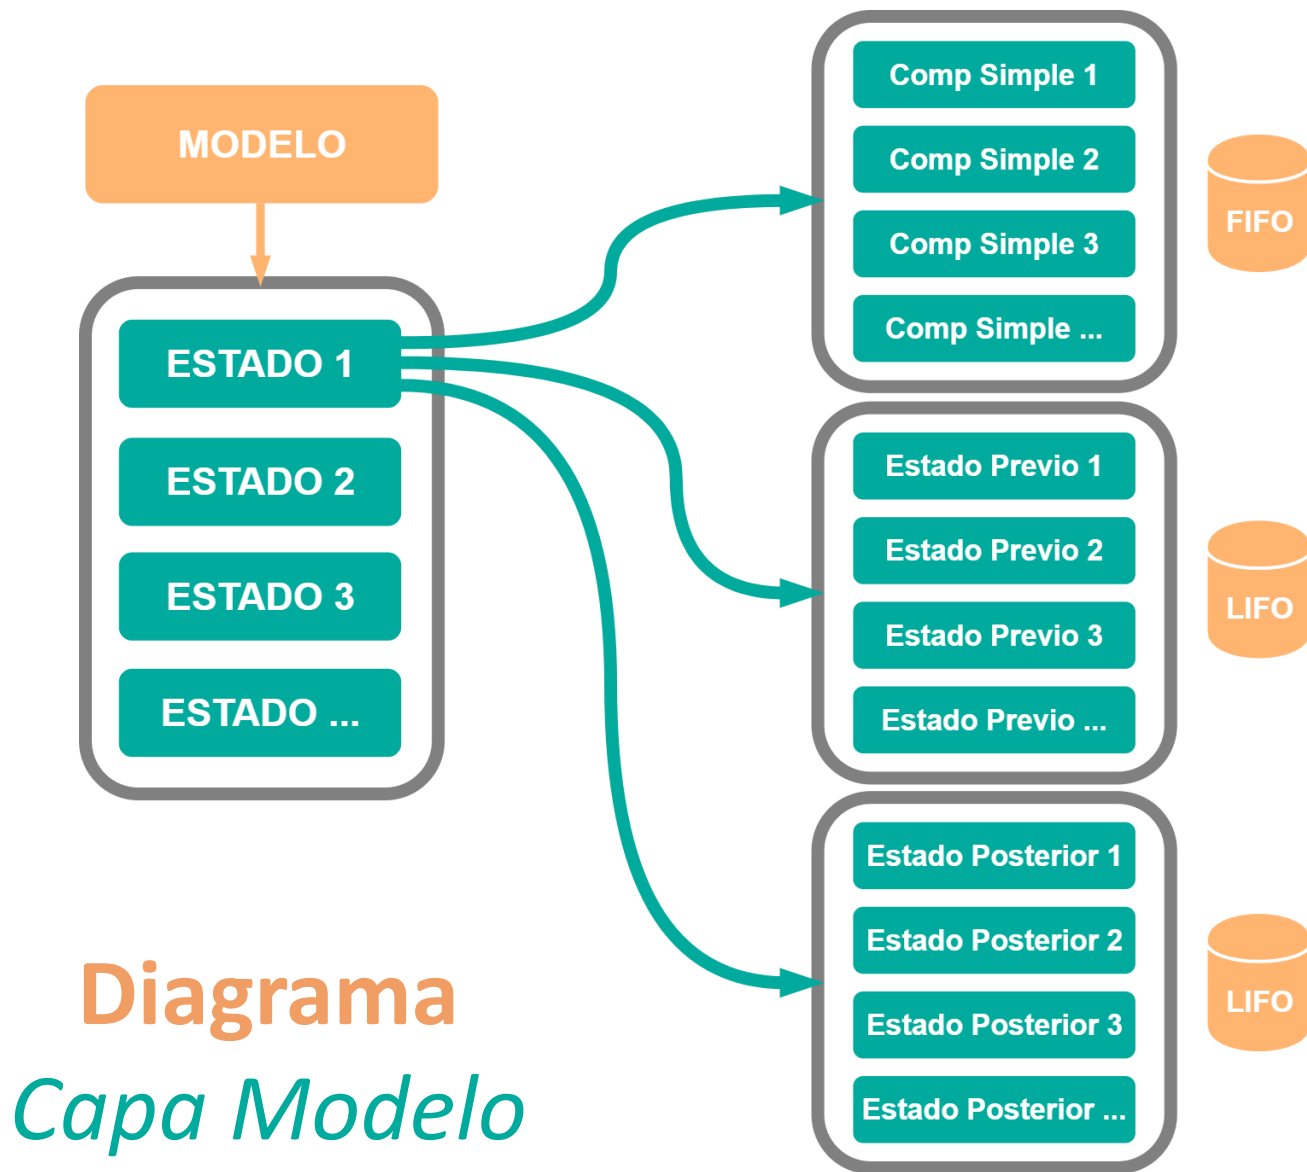 MODELO
ESTADO 1
ESTADO 2
ESTADO 3
ESTADO ...
Comp Simple 1
Comp Simple 2
Comp Simple 3
Comp Simple ...
FIFO
Estado Previo 1
Estado Previo 2
Estado Previo 3
Estado Previo ...
LIFO
Estado Posterior 1
Estado Posterior 2
Estado Posterior 3
Estado Posterior ...
LIFO
Diagrama
Capa Modelo